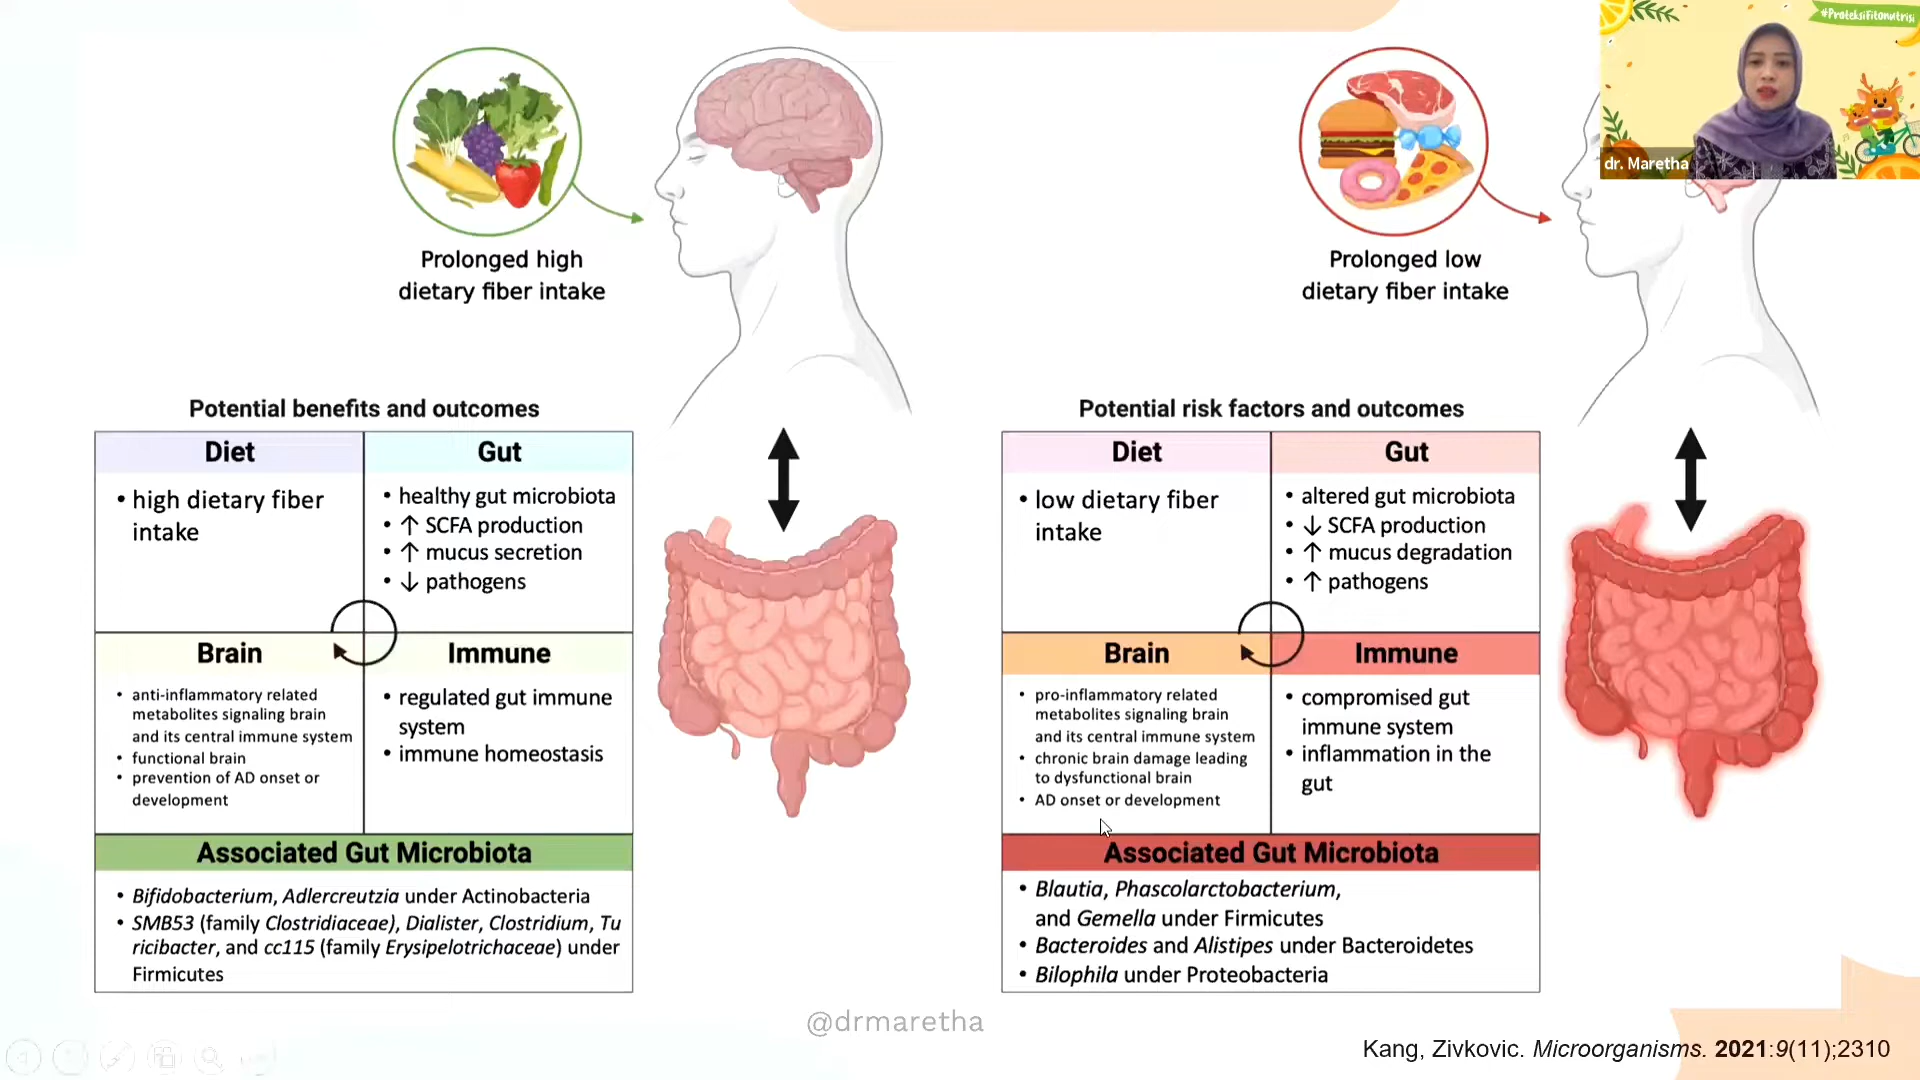 #ProteksiFitonutrisi
dr. Maretha
Prolonged high
dietary fiber intake
Prolonged low
dietary fiber intake
Potential benefits and outcomes
Diet
Gut
• high dietary fiber
intake
• healthy gut microbiota
• ↑ SCFA production
• ↑ mucus secretion
• ↓ pathogens
Brain
Immune
• anti-inflammatory related
metabolites signaling brain
and its central immune system
• functional brain
• prevention of AD onset or
development
• regulated gut immune
system
• immune homeostasis
Associated Gut Microbiota
• Bifidobacterium, Adlercreutzia under Actinobacteria
• SMB53 (family Clostridiaceae), Dialister, Clostridium, Tu
ricibacter, and cc115 (family Erysipelotrichaceae) under
Firmicutes
Potential risk factors and outcomes
Diet
Gut
• low dietary fiber
intake
• altered gut microbiota
• ↓ SCFA production
• ↑ mucus degradation
• ↑ pathogens
Brain
Immune
• pro-inflammatory related
metabolites signaling brain
and its central immune system
• chronic brain damage leading
to dysfunctional brain
• AD onset or development
• compromised gut
immune system
• inflammation in the
gut
Associated Gut Microbiota
• Blautia, Phascolarctobacterium,
and Gemella under Firmicutes
• Bacteroides and Alistipes under Bacteroidetes
• Bilophila under Proteobacteria
@drmaretha
Kang, Zivkovic. Microorganisms. 2021:9(11);2310